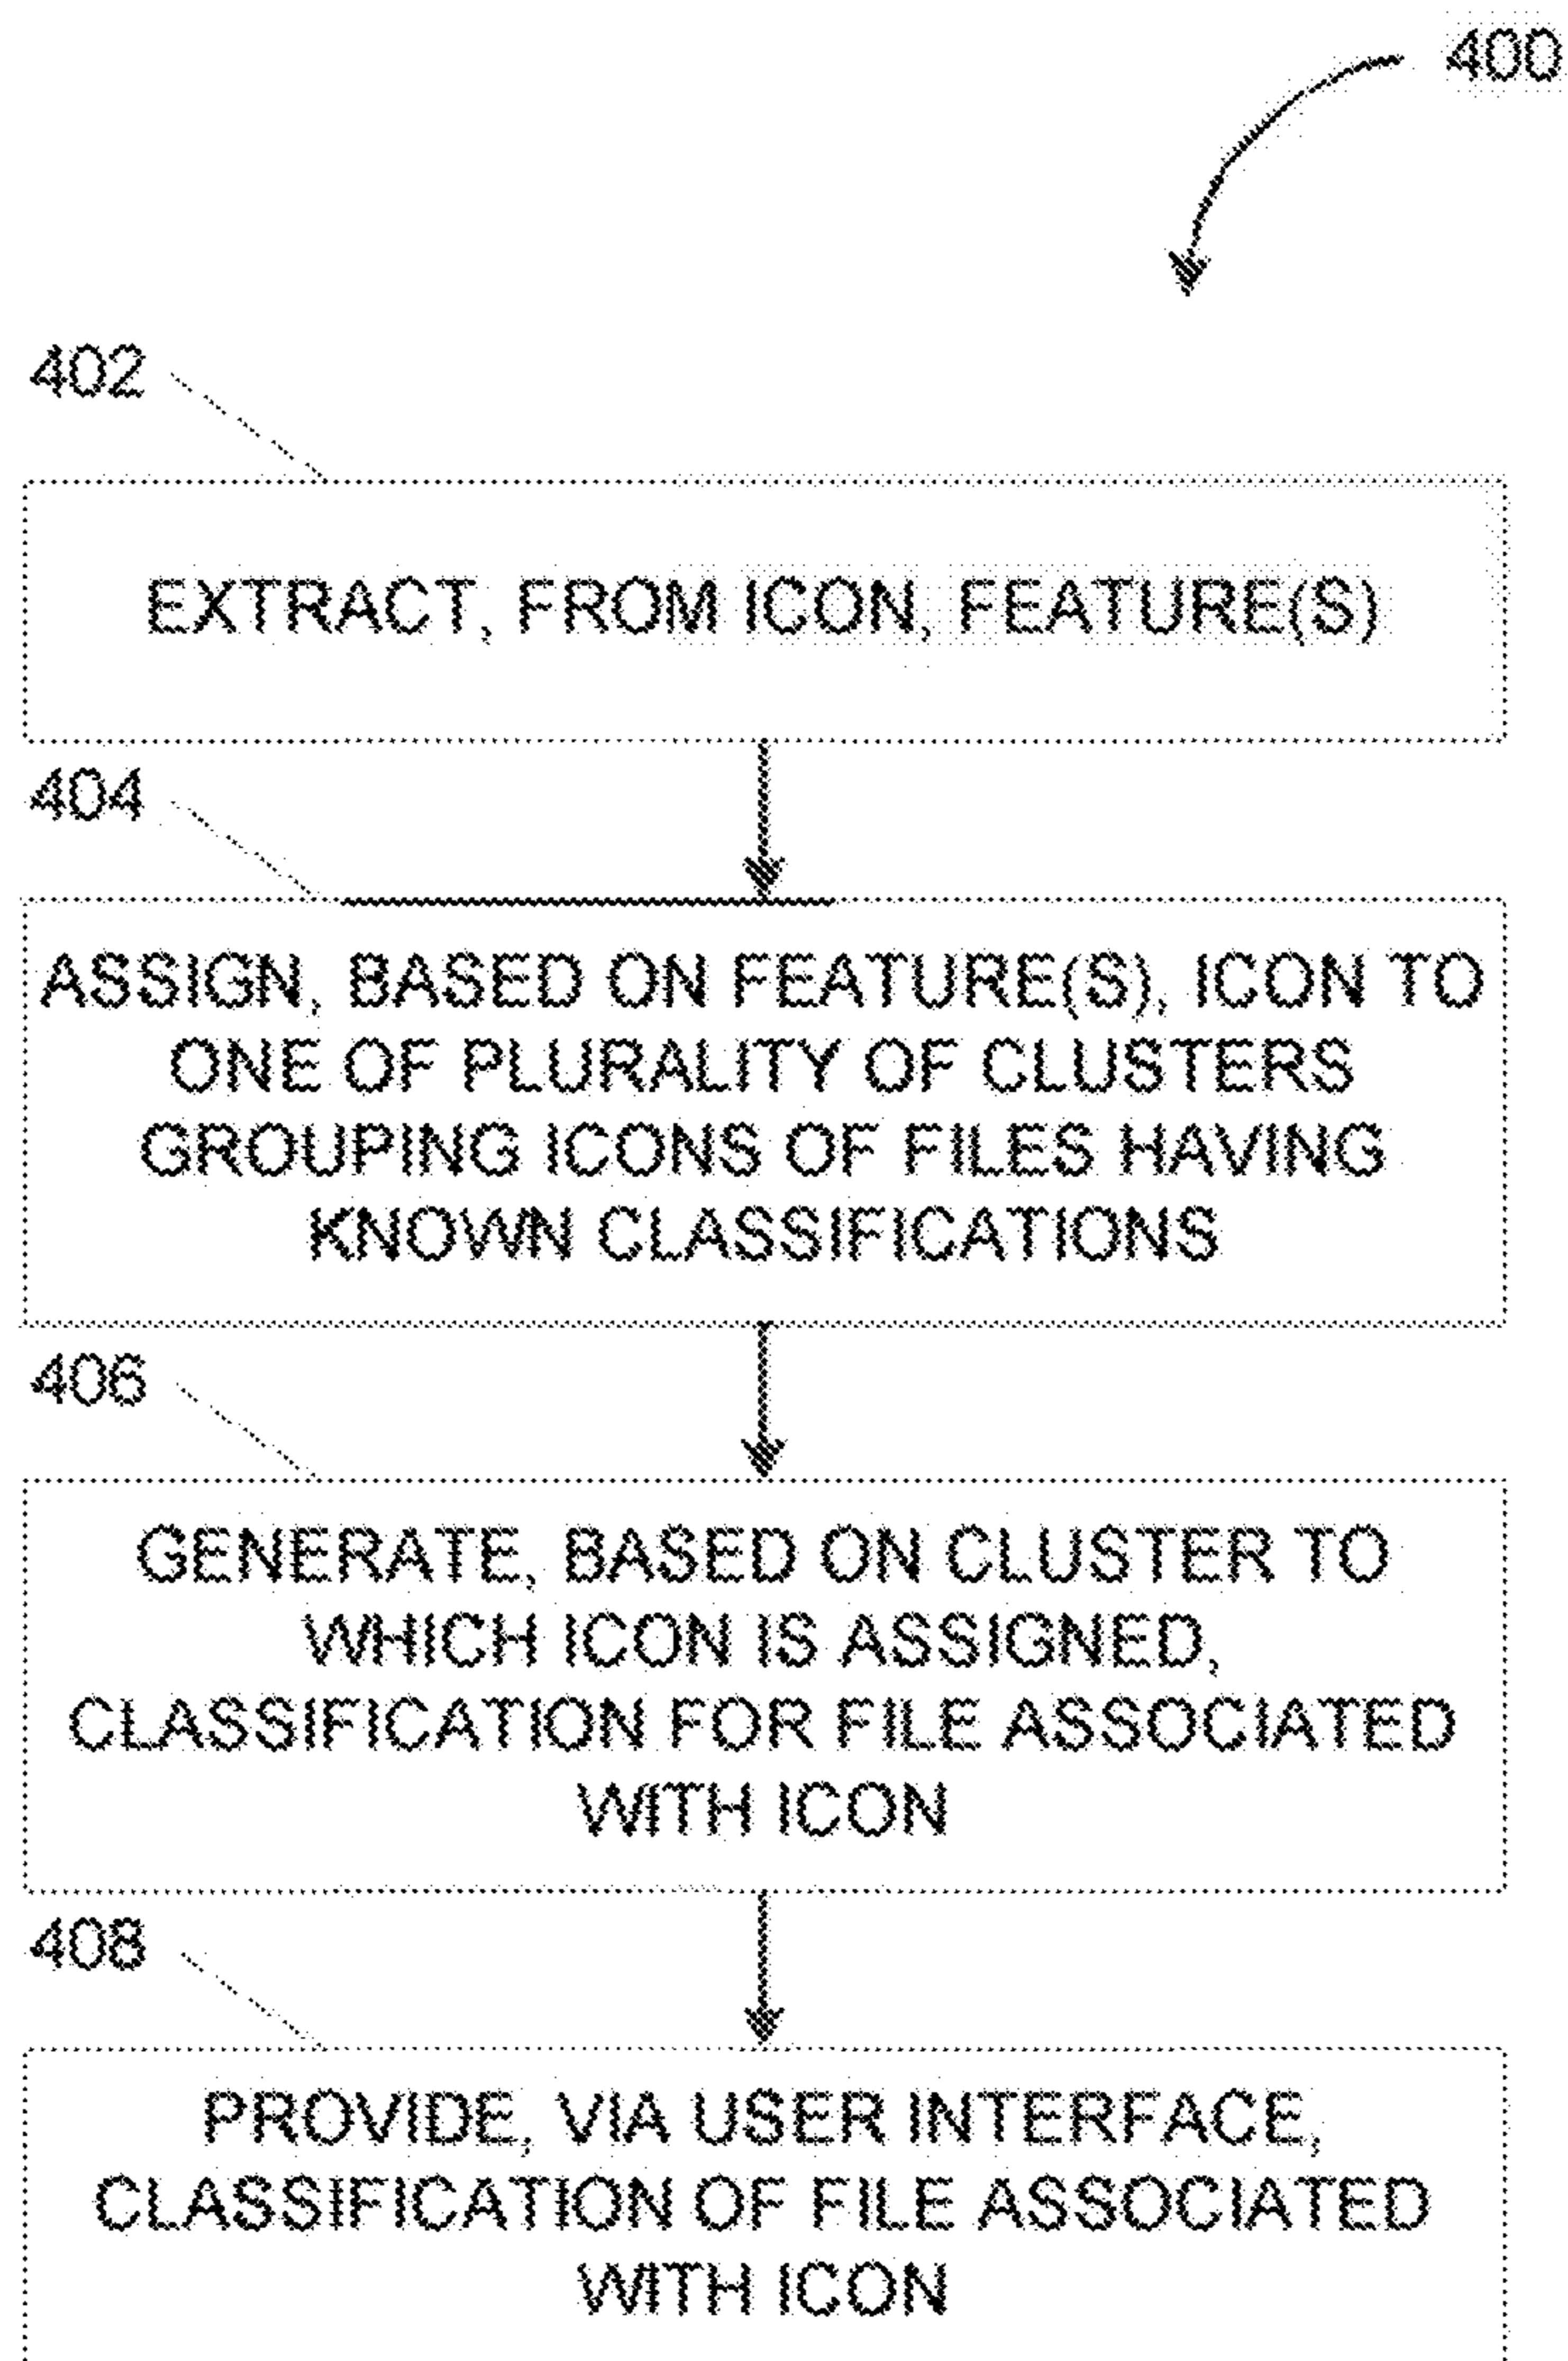 400
402
EXTRACT, FROM ICON, FEATURE(S)
404
ASSIGN, BASED ON FEATURE(S), ICON TO
ONE OF PLURALITY OF CLUSTERS
GROUPING ICONS OF FILES HAVING
KNOWN CLASSIFICATIONS
406
GENERATE, BASED ON CLUSTER TO
WHICH ICON IS ASSIGNED,
CLASSIFICATION FOR FILE ASSOCIATED
WITH ICON
408
PROVIDE, VIA USER INTERFACE,
CLASSIFICATION OF FILE ASSOCIATED
WITH ICON